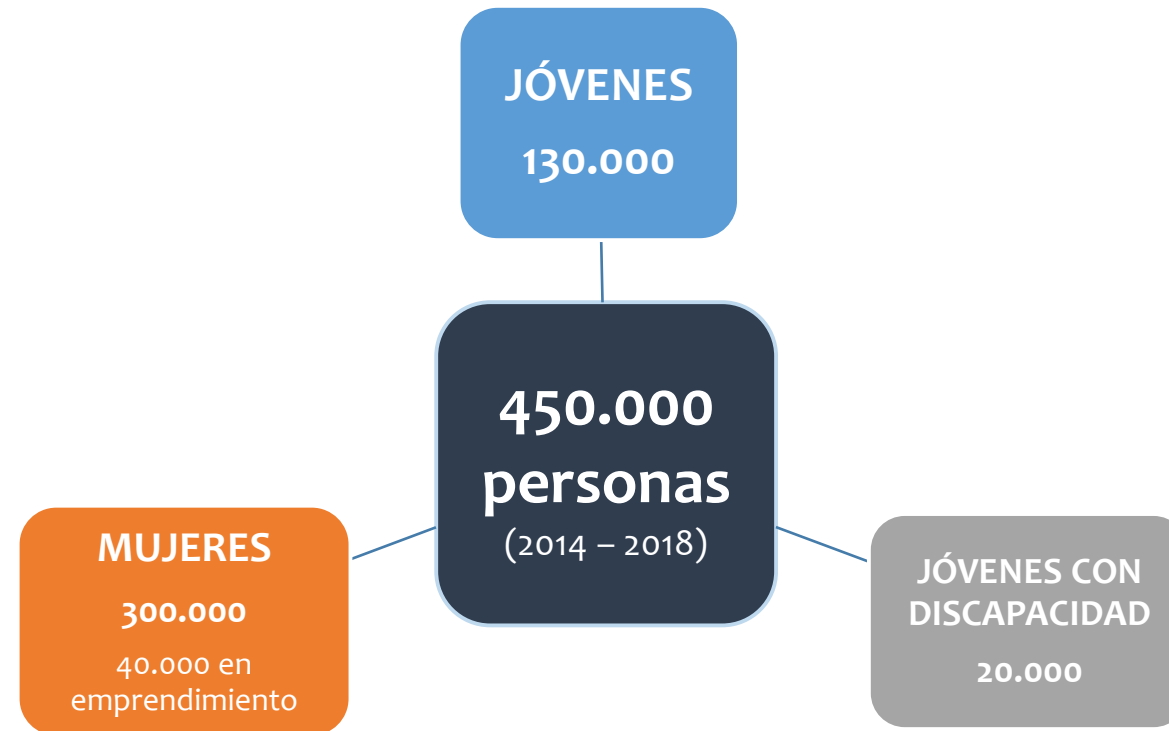 JÓVENES
130.000
450.000
personas
(2014 – 2018)
MUJERES
300.000
40.000 en
emprendimiento
JÓVENES CON
DISCAPACIDAD
20.000